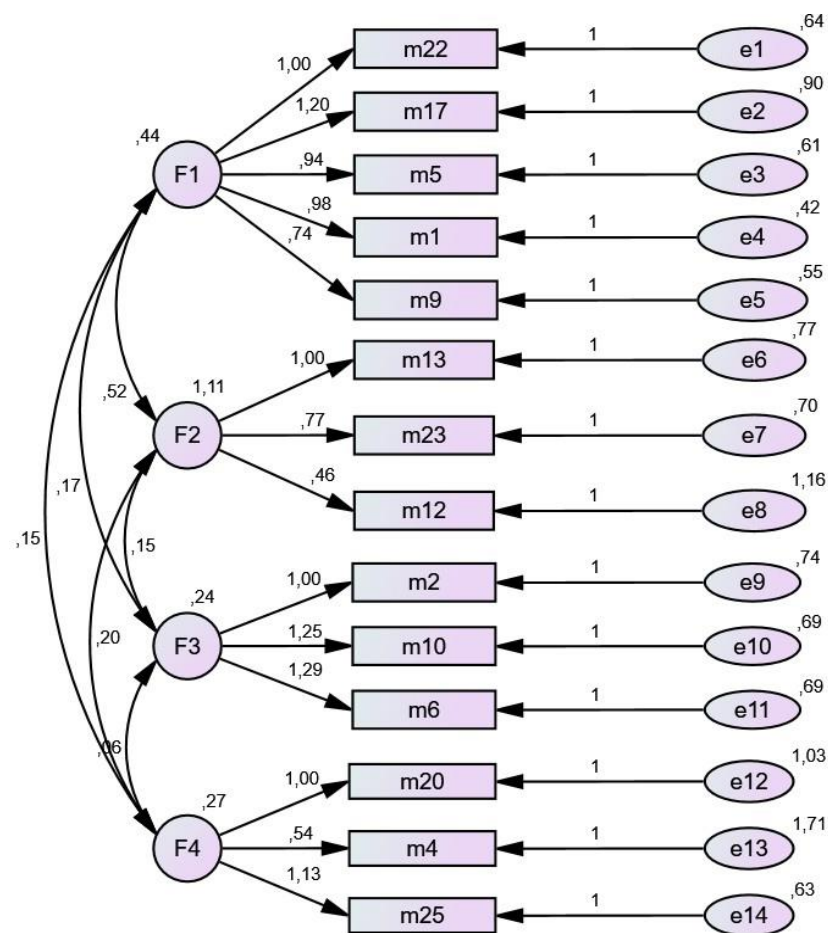 ,64
1,00
m22
1
e1
,90
1,20
m17
1
e2
,44
,61
F1
,94
m5
1
e3
,42
,98
m1
1
e4
,74
,55
m9
1
e5
,77
1,00
m13
1
e6
,52
1,11
,70
F2
,77
m23
1
e7
,46
1,16
m12
1
e8
,17
,15
,15
,74
,24
1,00
m2
1
e9
,69
F3
1,25
m10
1
e10
,20
,69
1,29
m6
1
e11
,06
1,03
,27
1,00
m20
1
e12
1,71
F4
,54
m4
1
e13
1,13
,63
m25
1
e14